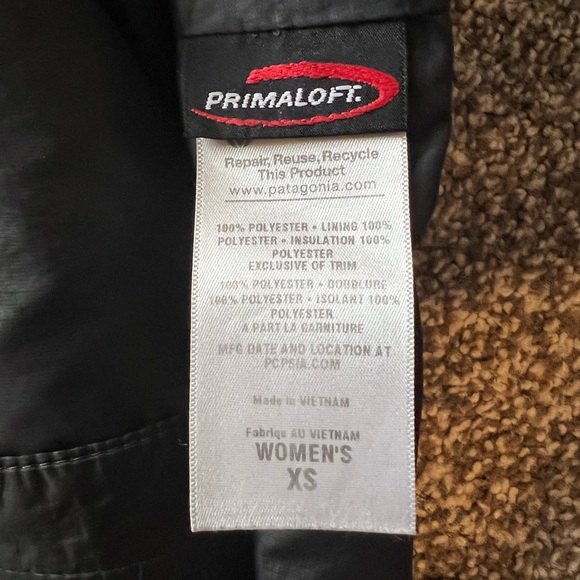 PRIMALOFT.
Repair, Reuse, Recycle
This Product
www.patagonia.com
100% POLYESTER • LINING 100%
POLYESTER • INSULATION 100%
POLYESTER
EXCLUSIVE OF TRIM
100% POLYESTER • DOUBLURE
100% POLYESTER • ISOLANT 100%
POLYESTER
A PART LA GARNITURE
MFG DATE AND LOCATION AT
PCPSIA.COM
Made in VIETNAM
Fabriqe AU VIETNAM
WOMEN'S
XS